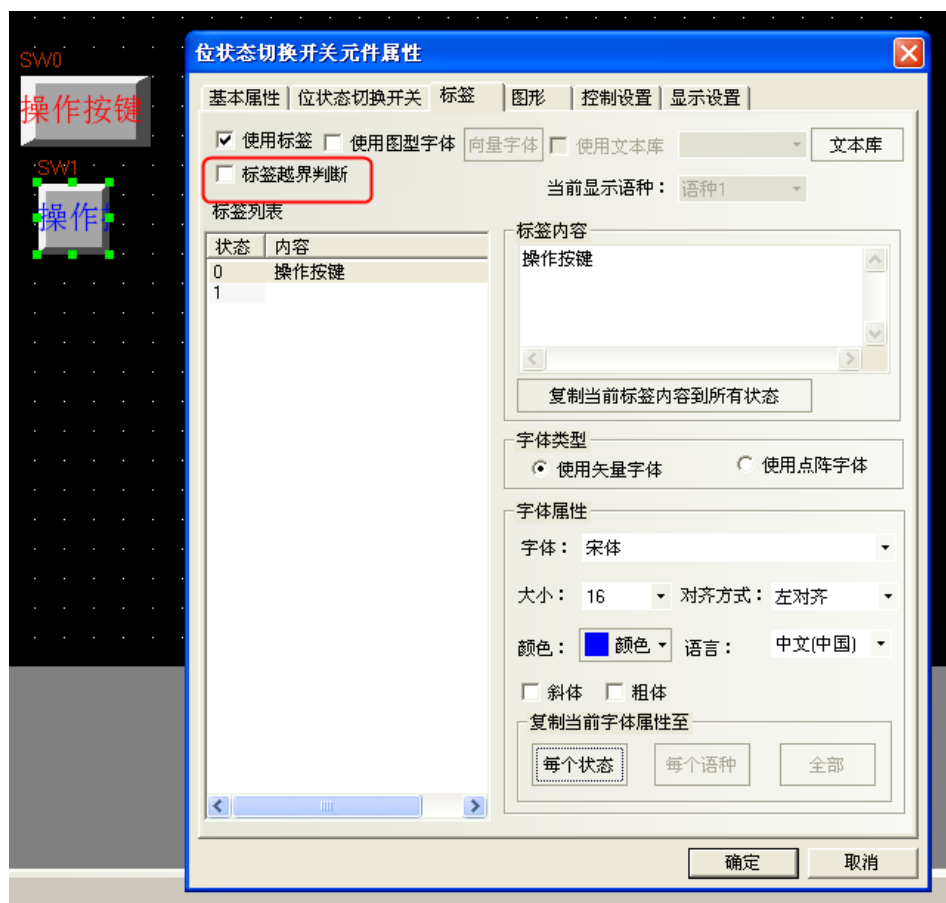 SW0
操作按键
SW1
操作
位状态切换开关元件属性
基本属性 位状态切换开关 标签 图形 控制设置 显示设置
使用标签 使用图型字体 向量字体 使用文本库 文本库
标签越界判断 当前显示语种： 语种1
标签列表
状态 内容
0 操作按键
1
标签内容
操作按键
复制当前标签内容到所有状态
字体类型
使用矢量字体 使用点阵字体
字体属性
字体： 宋体
大小： 16 对齐方式： 左对齐
颜色： 颜色 语言： 中文(中国)
斜体 粗体
复制当前字体属性至
每个状态 每个语种 全部
确定 取消